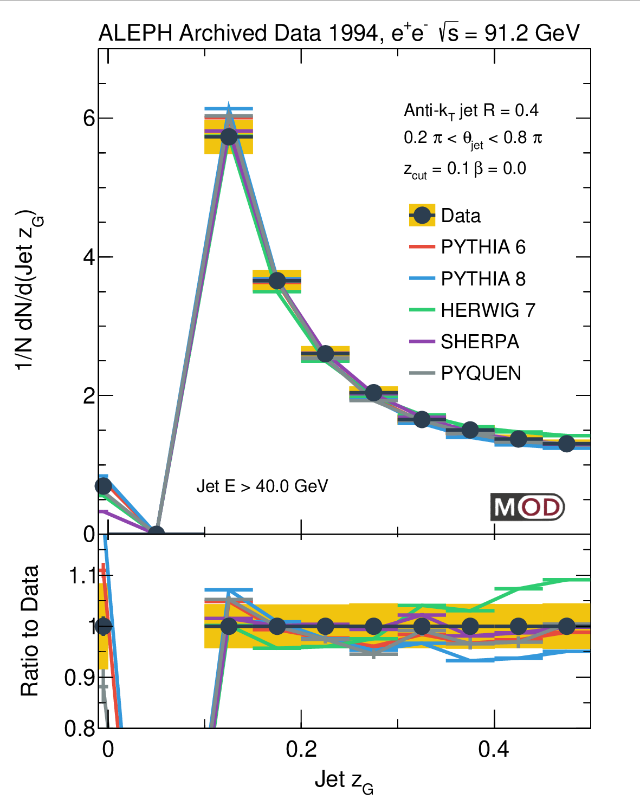 ALEPH Archived Data 1994, e⁺e⁻ √s = 91.2 GeV
1/N dN/d(Jet z_G)
6
4
2
0
Anti-k_T jet R = 0.4
0.2 π < θ_jet < 0.8 π
z_cut = 0.1 β = 0.0
Data
PYTHIA 6
PYTHIA 8
HERWIG 7
SHERPA
PYQUEN
Jet E > 40.0 GeV
MOD
Ratio to Data
1.1
1
0.9
0.8
0
0.2
0.4
Jet z_G